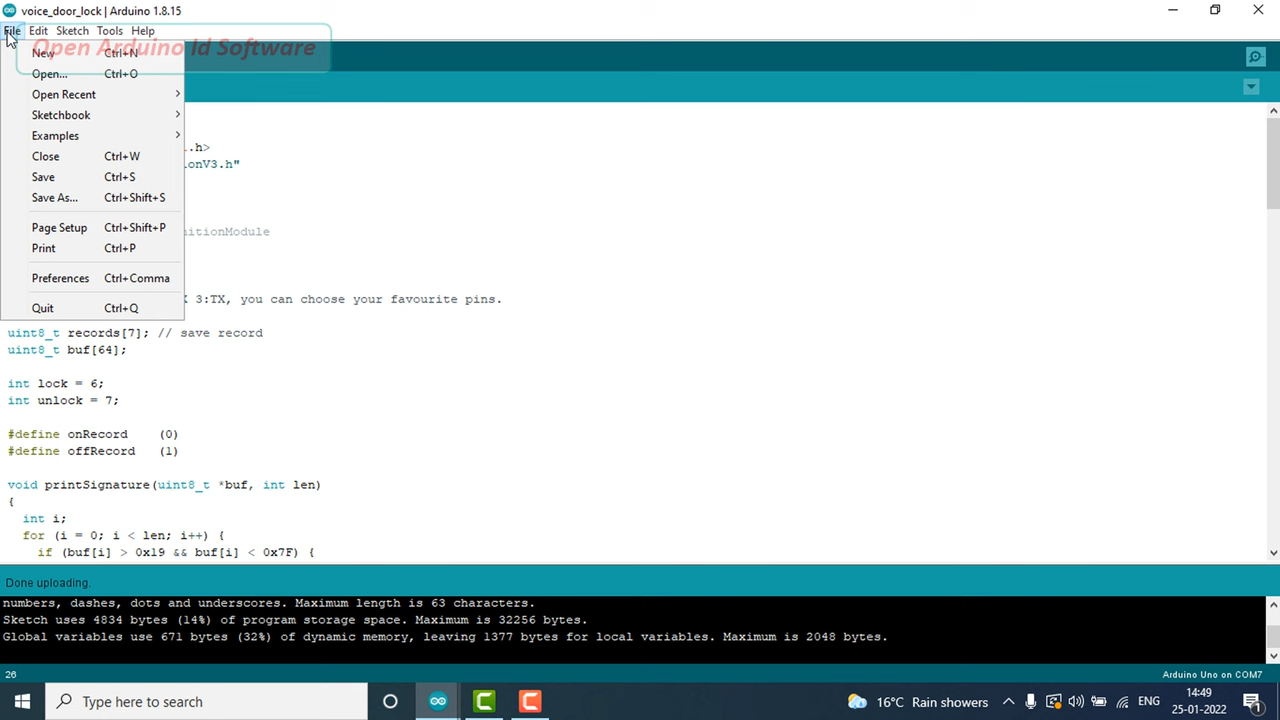 voice_door_lock | Arduino 1.8.15
File Edit Sketch Tools Help
Open Arduino Id Software
New Ctrl+N
Open... Ctrl+O
Open Recent
Sketchbook
Examples
Close Ctrl+W
Save Ctrl+S
Save As... Ctrl+Shift+S
Page Setup Ctrl+Shift+P
Print Ctrl+P
Preferences Ctrl+Comma
Quit Ctrl+Q
.h>
onV3.h"
nitionModule
3:TX, you can choose your favourite pins.
uint8_t records[7]; // save record
uint8_t buf[64];
int lock = 6;
int unlock = 7;
#define onRecord (0)
#define offRecord (1)
void printSignature(uint8_t *buf, int len)
{
int i;
for (i = 0; i < len; i++) {
if (buf[i] > 0x19 && buf[i] < 0x7F) {
Done uploading.
numbers, dashes, dots and underscores. Maximum length is 63 characters.
Sketch uses 4834 bytes (14%) of program storage space. Maximum is 32256 bytes.
Global variables use 671 bytes (32%) of dynamic memory, leaving 1377 bytes for local variables. Maximum is 2048 bytes.
26 Arduino Uno on COM7
Type here to search
16°C Rain showers
ENG
14:49
25-01-2022
1